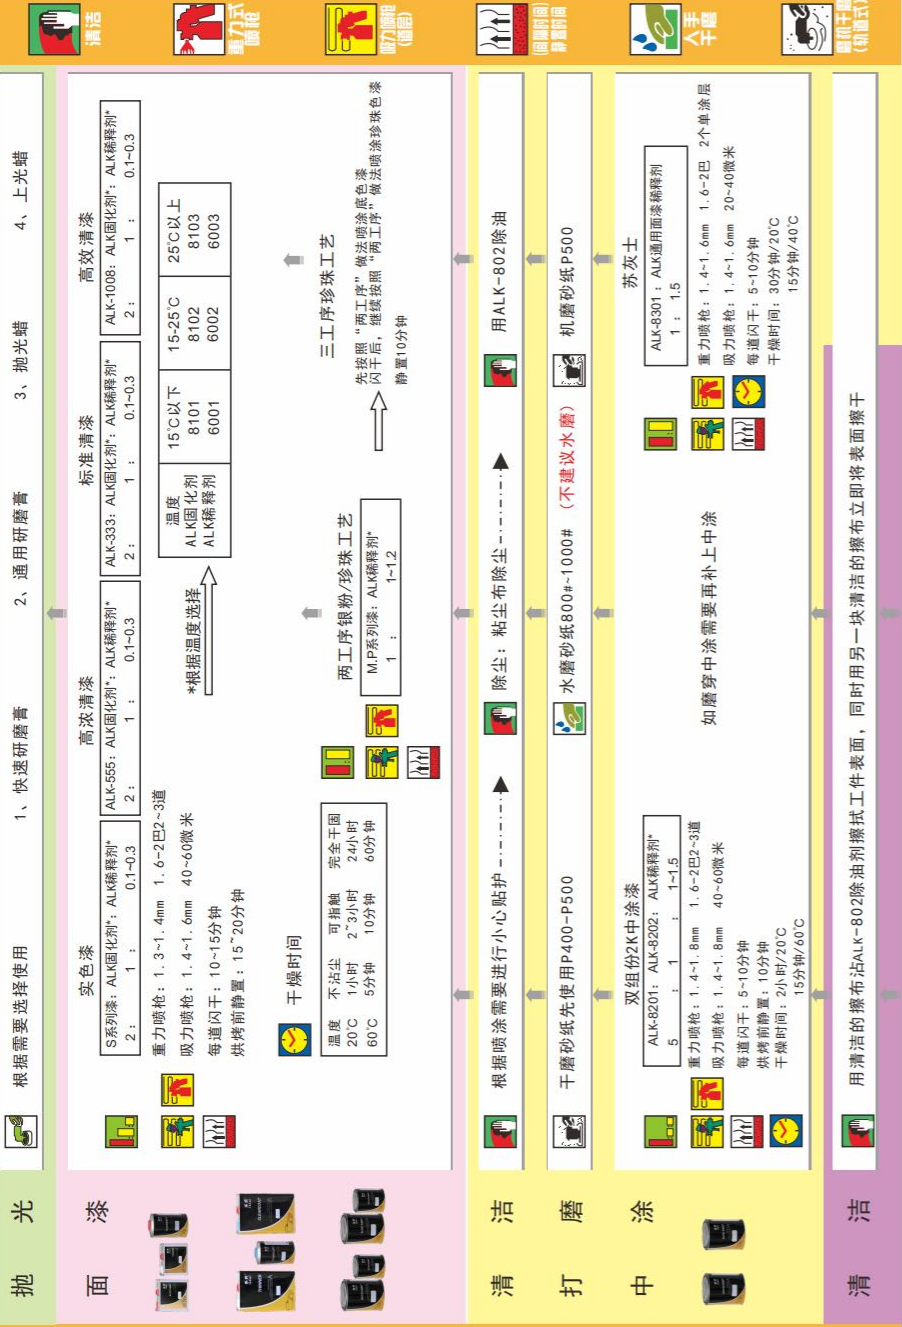 抛光
根据需要选择使用
1、快速研磨膏
2、通用研磨膏
3、抛光蜡
4、上光蜡
面漆
实色漆
S系列漆：ALK固化剂*：ALK稀释剂*
2： 1： 0.1~0.3
高浓清漆
ALK-555：ALK固化剂*：ALK稀释剂*
2： 1： 0.1~0.3
标准清漆
ALK-333：ALK固化剂*：ALK稀释剂*
2： 1： 0.1~0.3
高效清漆
ALK-1008：ALK固化剂*：ALK稀释剂*
2： 1： 0.1~0.3
重力喷枪：1.3~1.4mm 1.6-2巴2~3道
吸力喷枪：1.4~1.6mm 40~60微米
每道闪干：10~15分钟
烘烤前静置：15~20分钟
*根据温度选择
温度 15℃以下 15-25℃ 25℃以上
ALK固化剂 8101 8102 8103
ALK稀释剂 6001 6002 6003
干燥时间
温度 不沾尘 可指触 完全干固
20℃ 1小时 2~3小时 24小时
60℃ 5分钟 10分钟 60分钟
两工序银粉/珍珠工艺
M.P系列漆：ALK稀释剂*
1： 1~1.2
三工序珍珠工艺
先按照“两工序”做法喷涂底色漆
闪干后，继续按照“两工序”做法喷涂珍珠色漆
静置10分钟
清洁
根据喷涂需要进行小心贴护
除尘：粘尘布除尘
用ALK-802除油
打磨
干磨砂纸先使用P400-P500
水磨砂纸800#~1000#（不建议水磨）
机磨砂纸P500
中涂
双组份2K中涂漆
ALK-8201：ALK-8202：ALK稀释剂*
5： 1： 1~1.5
重力喷枪：1.4~1.8mm 1.6-2巴2~3道
吸力喷枪：1.4~1.8mm 40~60微米
每道闪干：5~10分钟
烘烤前静置：10分钟
干燥时间：2小时/20℃
15分钟/60℃
如磨穿中涂需要再补上中涂
苏灰士
ALK-8301：ALK通用面漆稀释剂
1：1.5
重力喷枪：1.4~1.6mm 1.6-2巴 2个单涂层
吸力喷枪：1.4~1.6mm 20~40微米
每道闪干：5~10分钟
干燥时间：30分钟/20℃
15分钟/40℃
清洁
用清洁的擦布沾ALK-802除油剂擦拭工件表面，同时用另一块清洁的擦布立即将表面擦干
清洁
重力式
喷枪
吸力喷枪
(道层)
(间隔时间)
静置时间
人手
干磨
磨机干磨
(轨道式)